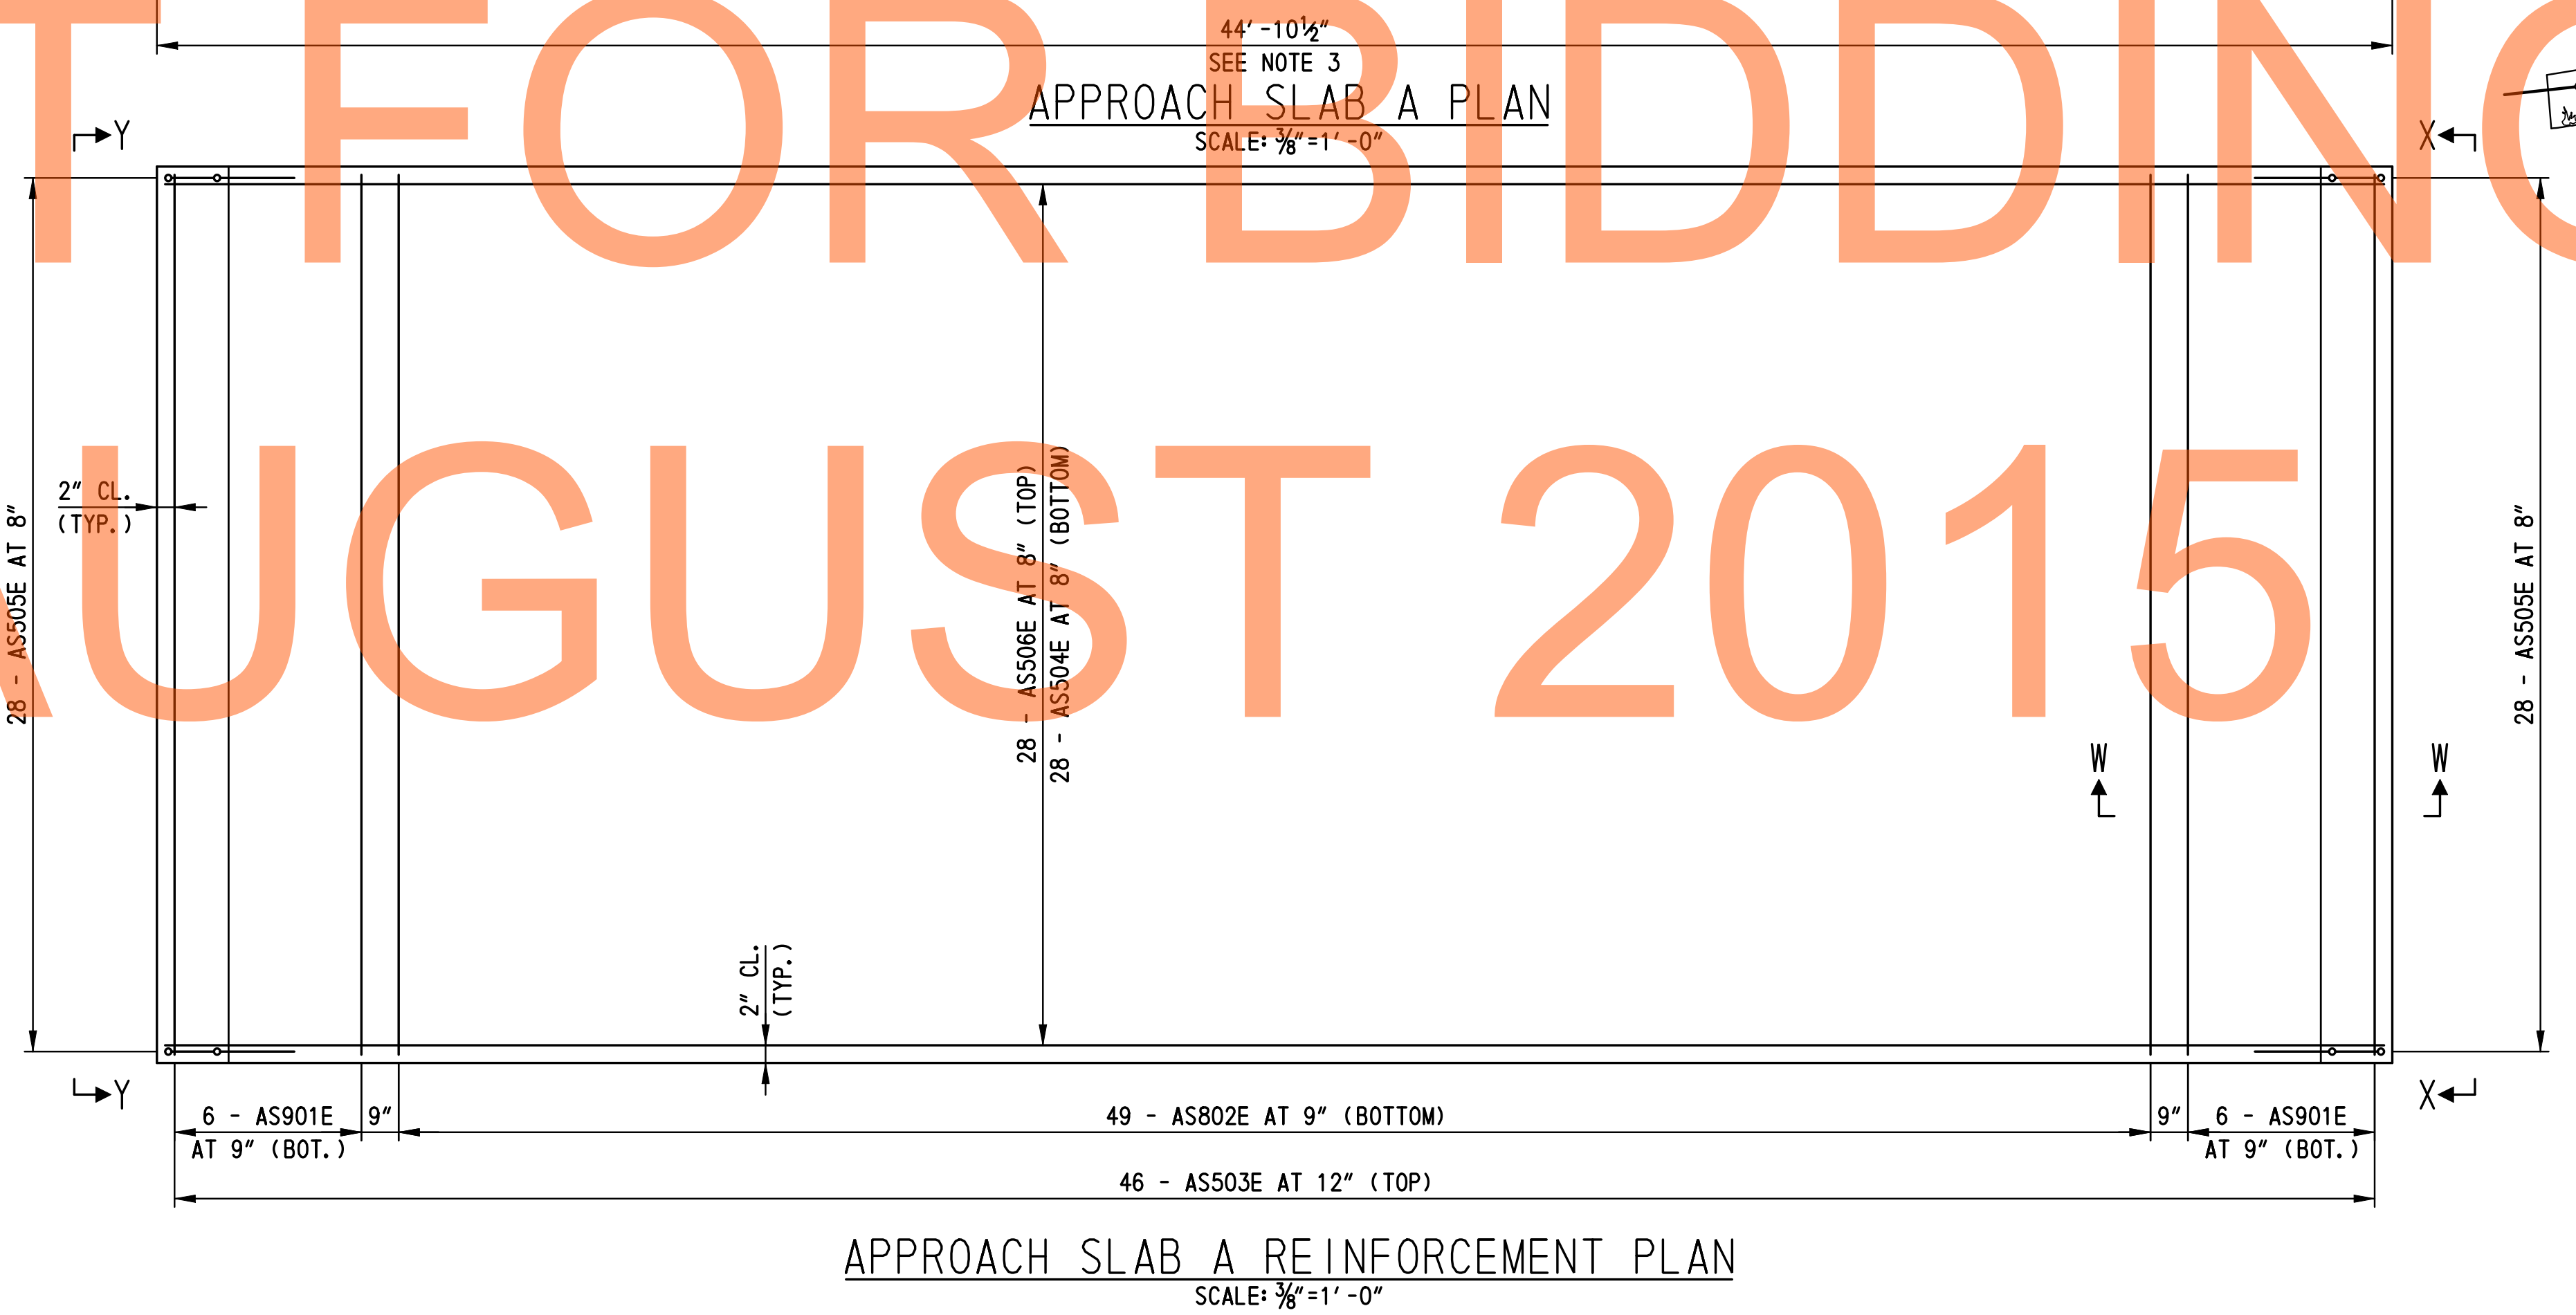 44'-10½"
SEE NOTE 3
APPROACH SLAB A PLAN
SCALE: ⅜"=1'-0"
T FOR BIDDING
Y
X
28 - AS505E AT 8"
2" CL.
(TYP.)
28 - AS506E AT 8" (TOP)
28 - AS504E AT 8" (BOTTOM)
28 - AS505E AT 8"
AUGUST 2015
W
W
2" CL.
(TYP.)
Y
X
6 - AS901E
AT 9" (BOT.)
9"
49 - AS802E AT 9" (BOTTOM)
9"
6 - AS901E
AT 9" (BOT.)
46 - AS503E AT 12" (TOP)
APPROACH SLAB A REINFORCEMENT PLAN
SCALE: ⅜"=1'-0"